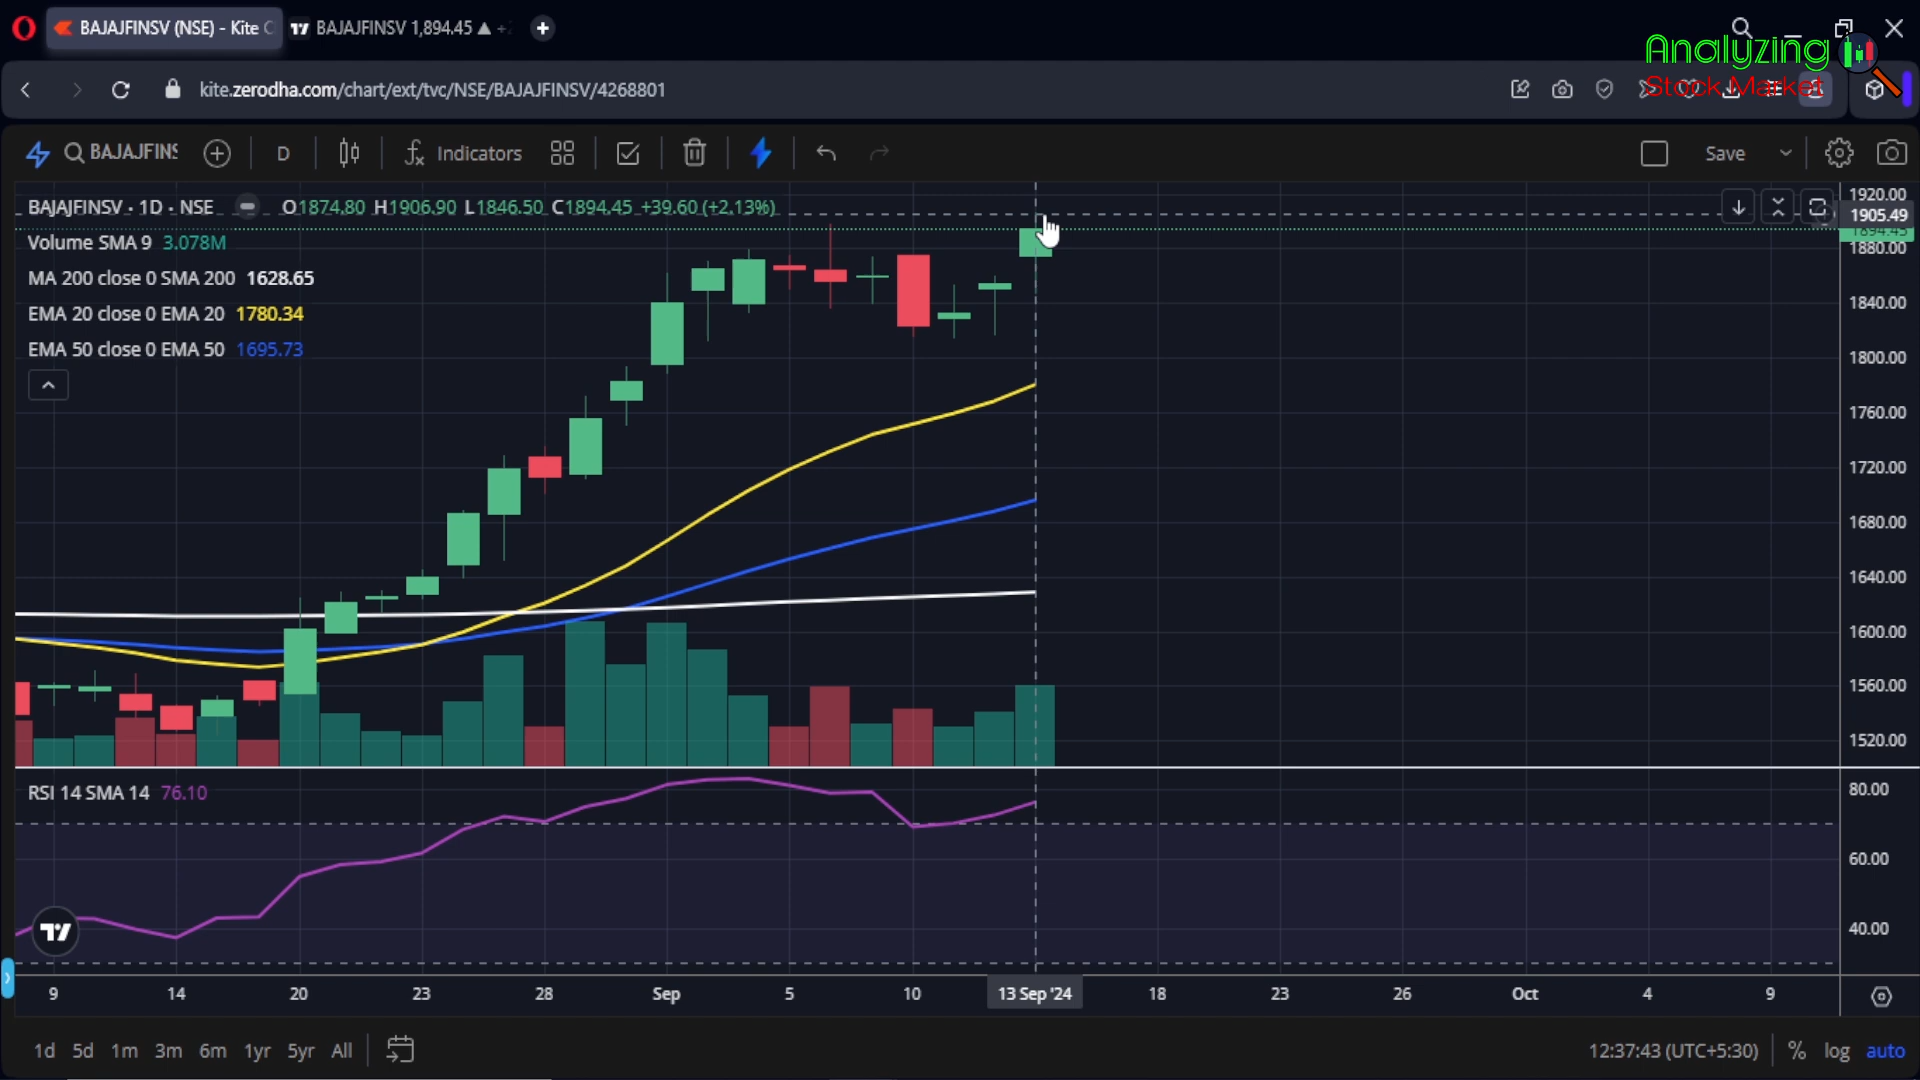 BAJAJFINSV (NSE) - Kite C
BAJAJFINSV 1,894.45 ▲ +
Analyzing
Stock Market
kite.zerodha.com/chart/ext/tvc/NSE/BAJAJFINSV/4268801
BAJAJFINS
D
Indicators
Save
BAJAJFINSV · 1D · NSE O1874.80 H1906.90 L1846.50 C1894.45 +39.60 (+2.13%)
Volume SMA 9 3.078M
MA 200 close 0 SMA 200 1628.65
EMA 20 close 0 EMA 20 1780.34
EMA 50 close 0 EMA 50 1695.73
1920.00
1905.49
1894.45
1880.00
1840.00
1800.00
1760.00
1720.00
1680.00
1640.00
1600.00
1560.00
1520.00
RSI 14 SMA 14 76.10
80.00
60.00
40.00
9 14 20 23 28 Sep 5 10 13 Sep '24 18 23 26 Oct 4 9
1d 5d 1m 3m 6m 1yr 5yr All
12:37:43 (UTC+5:30) % log auto